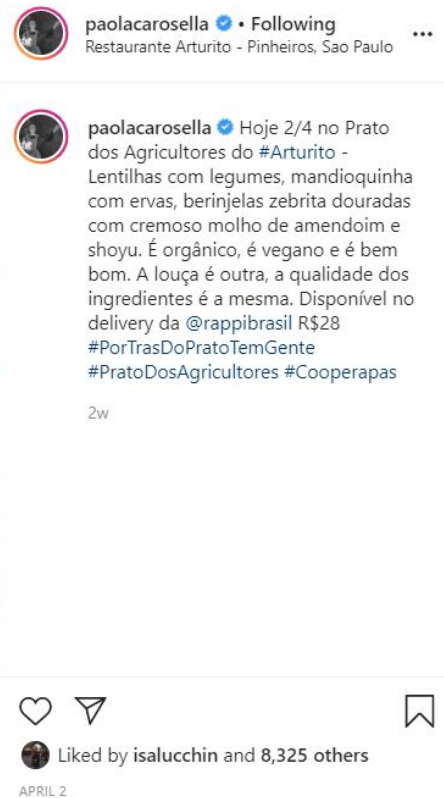 paolacarosella • Following
Restaurante Arturito - Pinheiros, Sao Paulo
paolacarosella Hoje 2/4 no Prato
dos Agricultores do #Arturito -
Lentilhas com legumes, mandioquinha
com ervas, berinjelas zebrita douradas
com cremoso molho de amendoim e
shoyu. É orgânico, é vegano e é bem
bom. A louça é outra, a qualidade dos
ingredientes é a mesma. Disponível no
delivery da @rappibrasil R$28
#PorTrasDoPratoTemGente
#PratoDosAgricultores #Cooperapas
2w
Liked by isalucchin and 8,325 others
APRIL 2